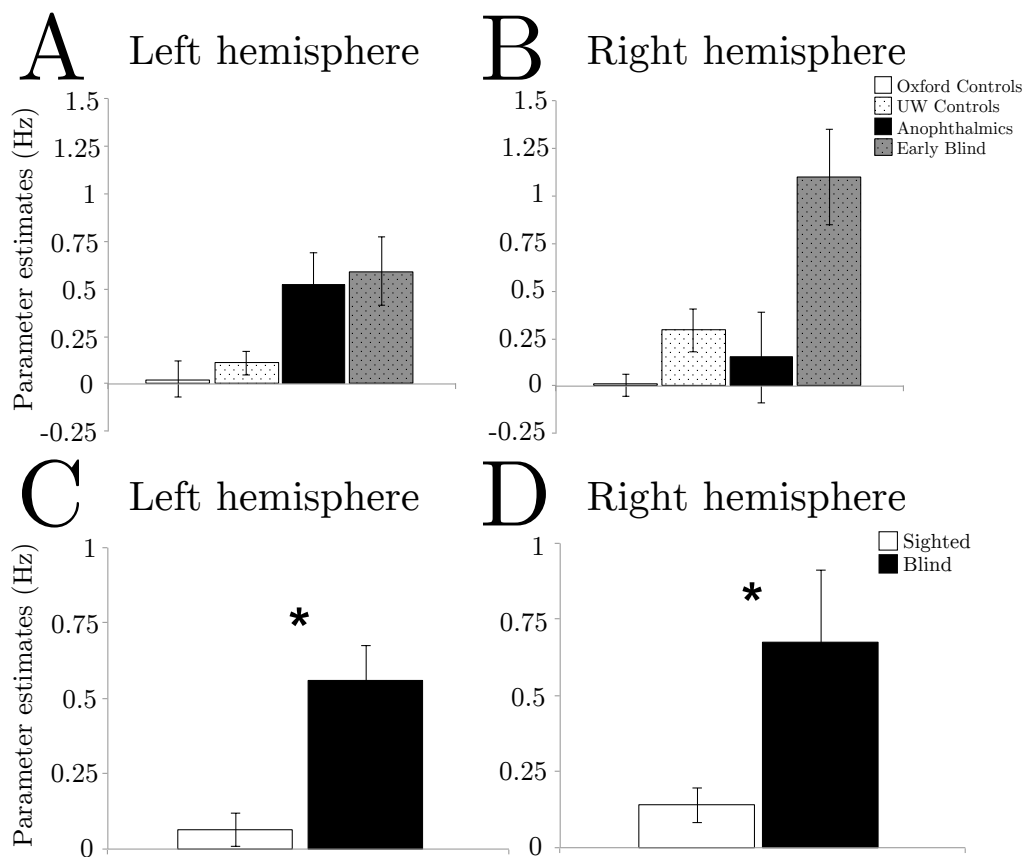 A Left hemisphere
B Right hemisphere
Oxford Controls
UW Controls
Anophthalmics
Early Blind
Parameter estimates (Hz)
1.5
1.25
1
0.75
0.5
0.25
0
-0.25
1.5
1.25
1
0.75
0.5
0.25
0
-0.25
C Left hemisphere
D Right hemisphere
Sighted
Blind
Parameter estimates (Hz)
1
0.75
0.5
0.25
0
*
1
0.75
0.5
0.25
0
*